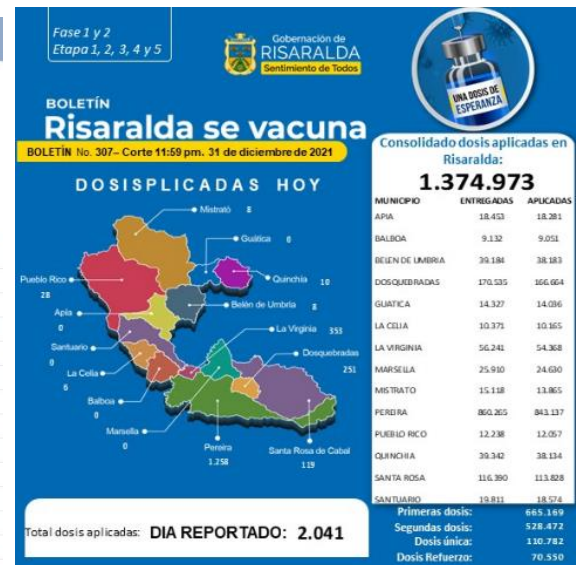 Fase 1 y 2
Etapa 1, 2, 3, 4 y 5
Gobernación de
RISARALDA
Sentimiento de Todos
UNA DOSIS DE
ESPERANZA
BOLETÍN
Risaralda se vacuna
BOLETÍN No. 307– Corte 11:59 pm. 31 de diciembre de 2021
DOSISPLICADAS HOY
Mistrató 8
Guática 0
Quinchía 10
Pueblo Rico
28
Belén de Umbría 8
Apía
0
La Virginia 353
Santuario
0
Dosquebradas
251
La Celia
6
Balboa
0
Marsella
0
Pereira
1.258
Santa Rosa de Cabal
119
Total dosis aplicadas: DIA REPORTADO: 2.041
Consolidado dosis aplicadas en
Risaralda:
1.374.973
MUNICIPIO ENTREGADAS APLICADAS
APIA 18.453 18.281
BALBOA 9.132 9.051
BELEN DE UMBRIA 39.184 38.183
DOSQUEBRADAS 170.535 166.664
GUATICA 14.327 14.036
LA CELIA 10.371 10.165
LA VIRGINIA 56.241 54.368
MARSELLA 25.910 24.630
MISTRATO 15.118 13.865
PEREIRA 860.265 843.137
PUEBLO RICO 12.238 12.057
QUINCHIA 39.342 38.134
SANTA ROSA 116.390 113.828
SANTUARIO 19.811 18.574
Primeras dosis: 665.169
Segundas dosis: 528.472
Dosis única: 110.782
Dosis Refuerzo: 70.550